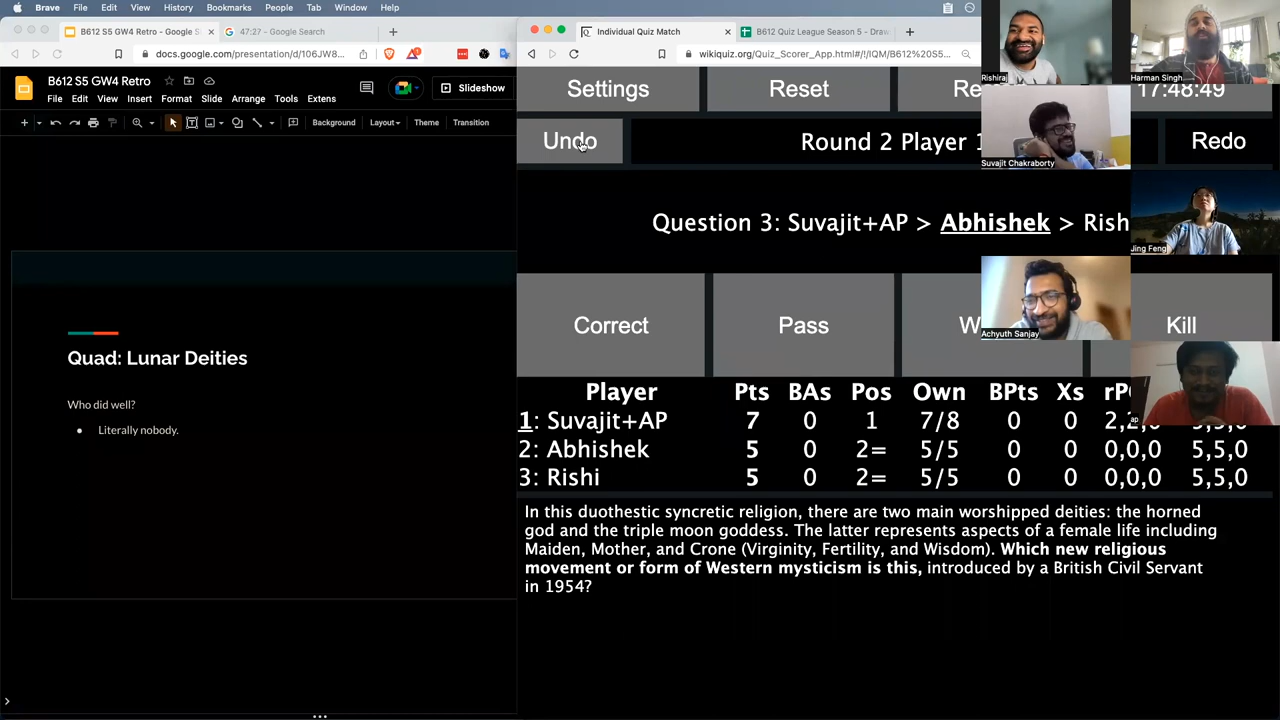 Brave File Edit View History Bookmarks People Tab Window Help
B612 S5 GW4 Retro - Google S
47:27 - Google Search
docs.google.com/presentation/d/106JW8...
B612 S5 GW4 Retro
File Edit View Insert Format Slide Arrange Tools Extens
Slideshow
Background Layout Theme Transition
Quad: Lunar Deities
Who did well?
● Literally nobody.
Individual Quiz Match
B612 Quiz League Season 5 - Draw
wikiquiz.org/Quiz_Scorer_App.html#!/IQM/B612%20S5...
Settings Reset Re 17:48:49
Undo Round 2 Player 1 Redo
Question 3: Suvajit+AP > Abhishek > Rish
Correct Pass W Kill
Player Pts BAs Pos Own BPts Xs rP
1: Suvajit+AP 7 0 1 7/8 0 0 2,2,0 5,5,0
2: Abhishek 5 0 2= 5/5 0 0 0,0,0 5,5,0
3: Rishi 5 0 2= 5/5 0 0 0,0,0 5,5,0
In this duothestic syncretic religion, there are two main worshipped deities: the horned
god and the triple moon goddess. The latter represents aspects of a female life including
Maiden, Mother, and Crone (Virginity, Fertility, and Wisdom). Which new religious
movement or form of Western mysticism is this, introduced by a British Civil Servant
in 1954?
Rishiraj
Harman Singh
Suvajit Chakraborty
Jing Feng
Achyuth Sanjay
ap